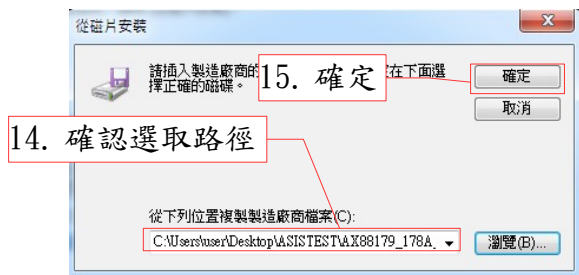 從磁片安裝
請插入製造廠商的
在下面選
擇正確的磁碟。
15. 確定
確定
取消
14. 確認選取路徑
從下列位置複製製造廠商檔案(C):
C:\Users\user\Desktop\ASISTEST\AX88179_178A_
瀏覽(B)...